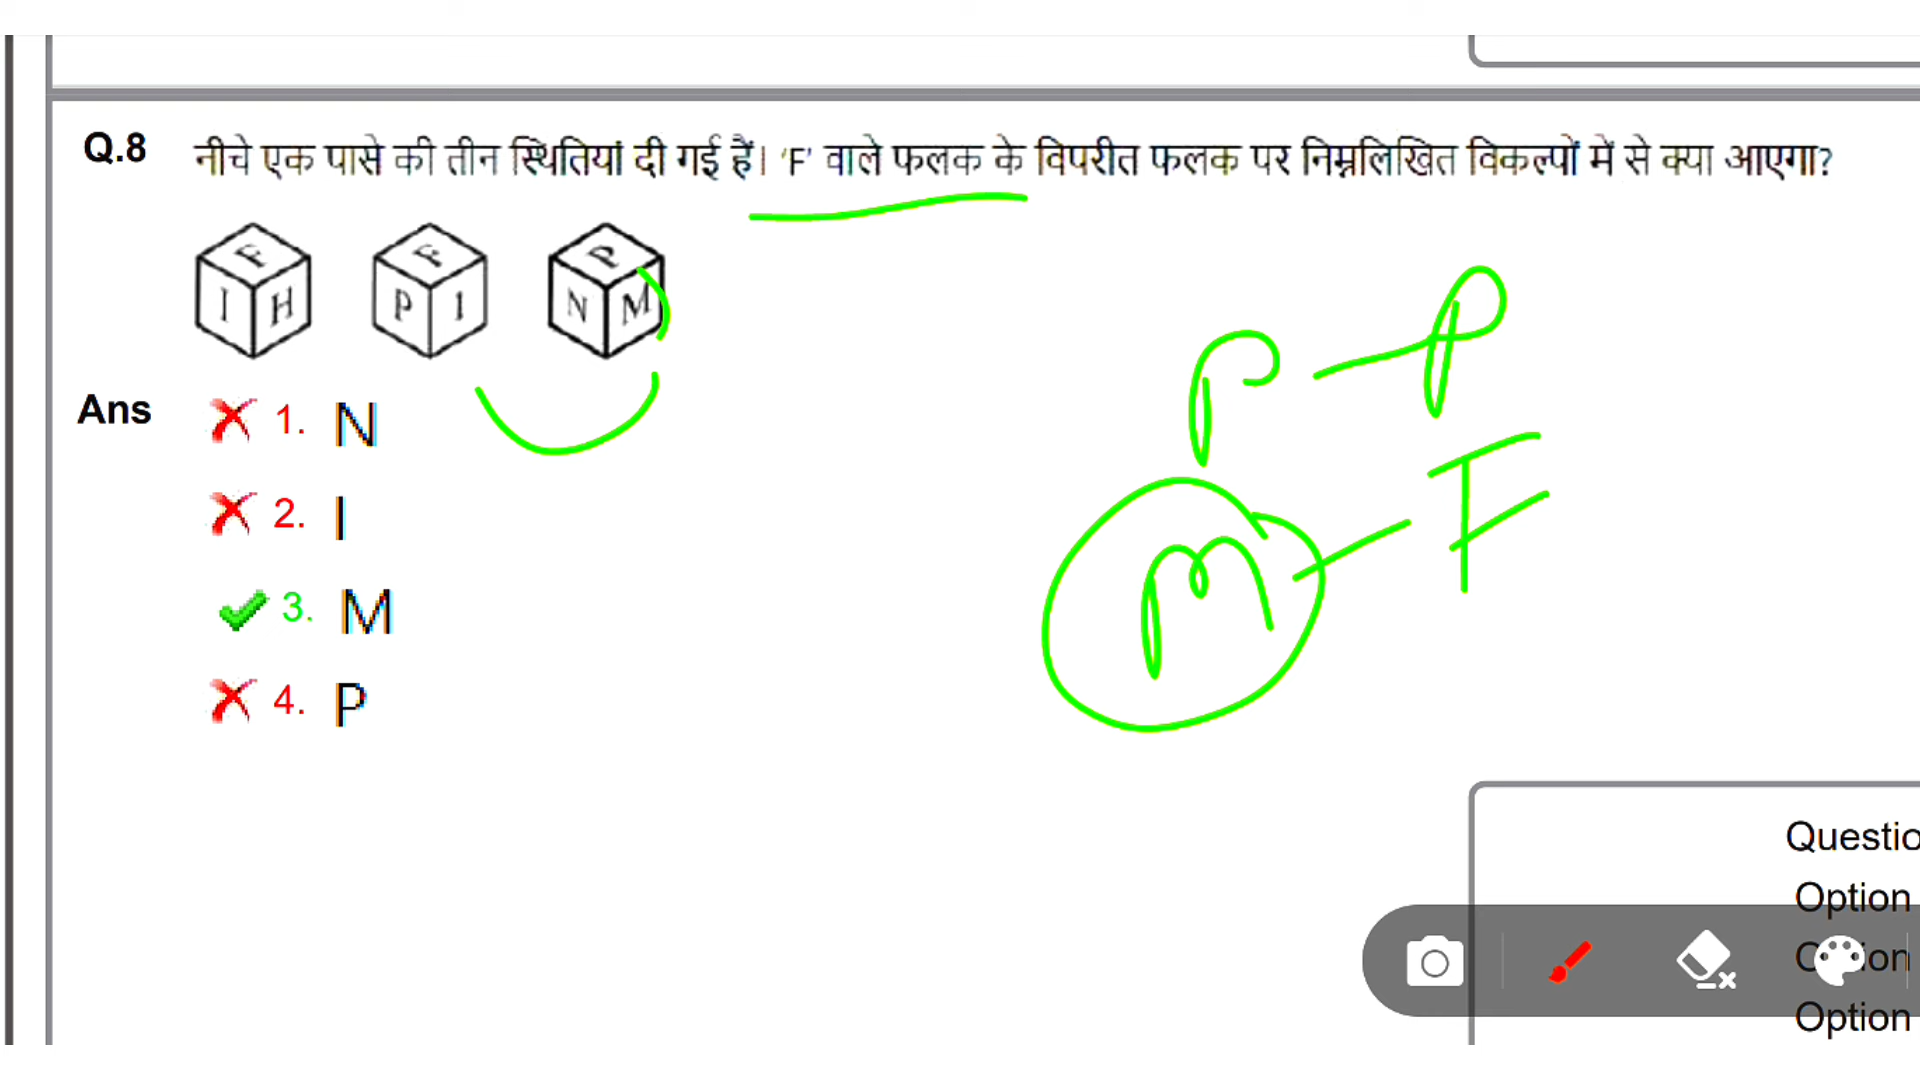 Q.8 नीचे एक पासे की तीन स्थितियां दी गई हैं। 'F' वाले फलक के विपरीत फलक पर निम्नलिखित विकल्पों में से क्या आएगा?
F F P
I H P I N M
P - P
M - F
Ans 1. N
2. I
3. M
4. P
Questio
Option
Option